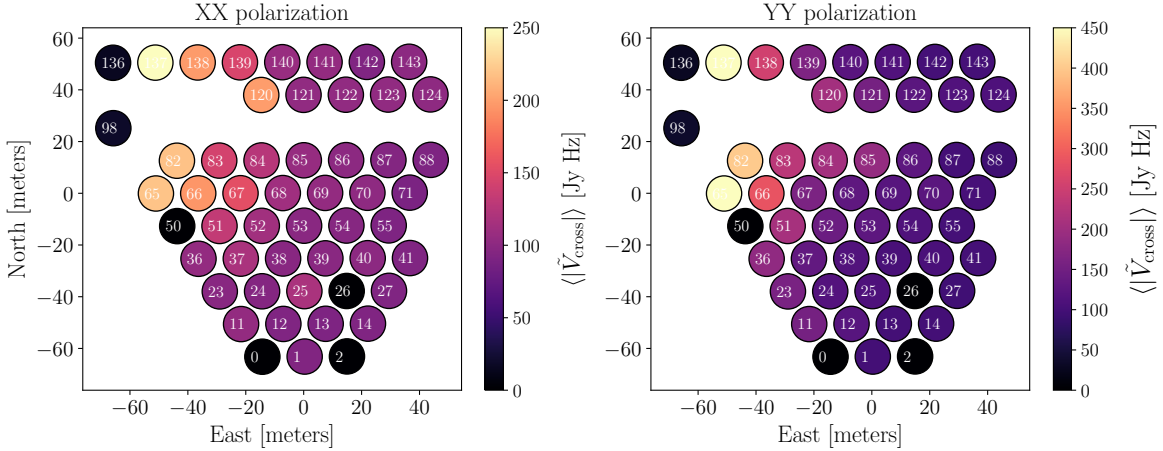 XX polarization
60
40
20
0
−20
−40
−60
North [meters]
−60 −40 −20 0 20 40
East [meters]
136 137 138 139 140 141 142 143
120 121 122 123 124
98
82 83 84 85 86 87 88
65 66 67 68 69 70 71
50 51 52 53 54 55
36 37 38 39 40 41
23 24 25 26 27
11 12 13 14
0 1 2
250
200
150
100
50
0
⟨|Ṽcross|⟩ [Jy Hz]
YY polarization
60
40
20
0
−20
−40
−60
−60 −40 −20 0 20 40
East [meters]
136 138 139 140 141 142 143
120 121 122 123 124
98
82 83 84 85 86 87 88
66 67 68 69 70 71
50 51 52 53 54 55
36 37 38 39 40 41
23 24 25 26 27
11 12 13 14
0 1 2
450
400
350
300
250
200
150
100
50
0
⟨|Ṽcross|⟩ [Jy Hz]